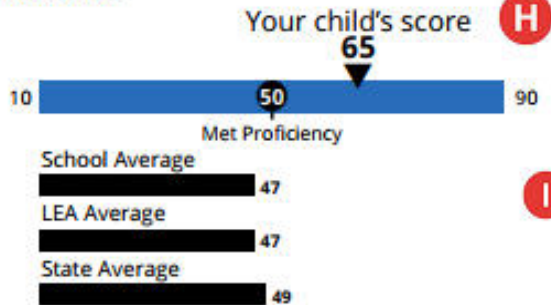 Your child's score H
65
10 50 90
Met Proficiency
School Average
47
I
LEA Average
47
State Average
49